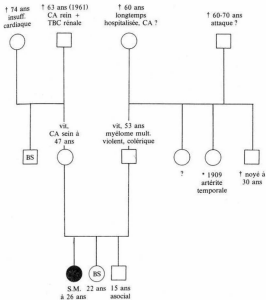 † 74 ans
insuff.
cardiaque
† 63 ans (1961)
CA rein +
TBC rénale
† 60 ans
longtemps
hospitalisée, CA ?
† 60-70 ans
attaque ?
BS
vit,
CA sein à
47 ans
vit, 53 ans
myélome mult.
violent, colérique
?
* 1909
artérite
temporale
† noyé à
30 ans
S.M.
à 26 ans
BS
22 ans
15 ans
asocial